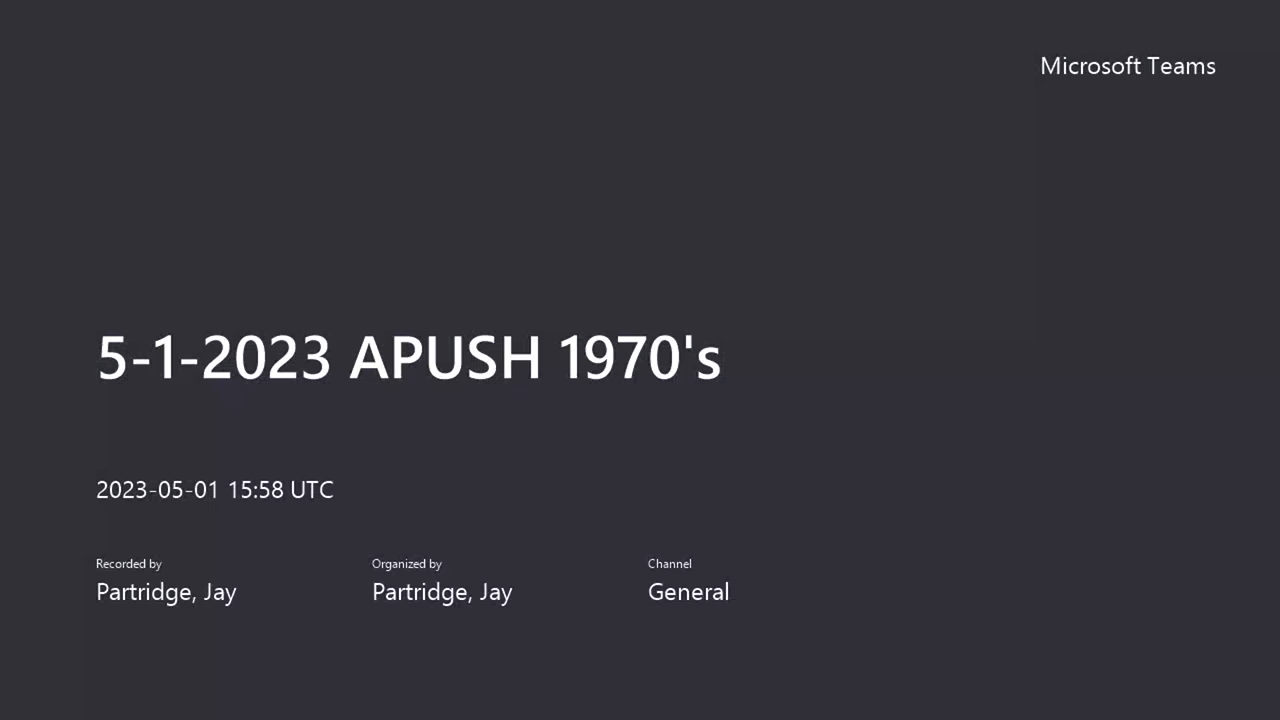 Microsoft Teams
5-1-2023 APUSH 1970's
2023-05-01 15:58 UTC
Recorded by
Partridge, Jay
Organized by
Partridge, Jay
Channel
General